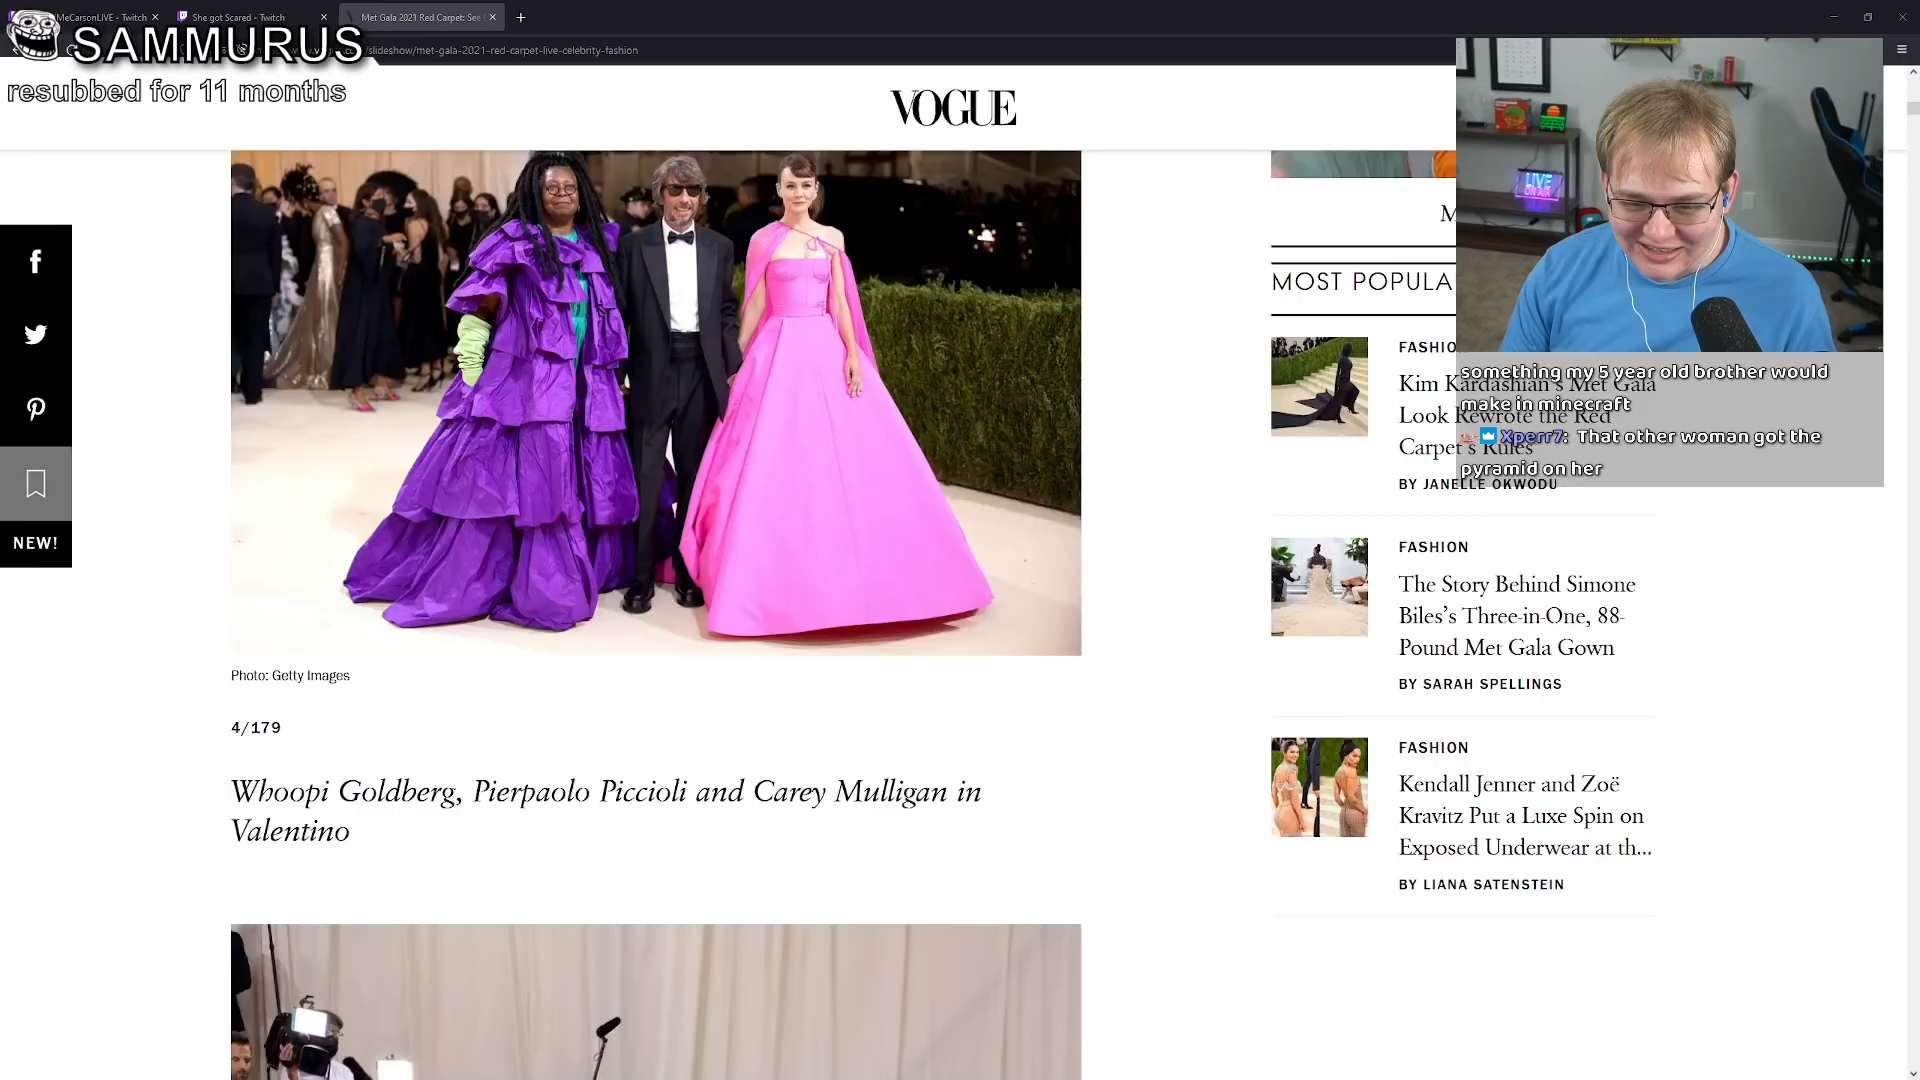 MeCarsonLIVE - Twitch
She got Scared - Twitch
Met Gala 2021 Red Carpet: See
/slideshow/met-gala-2021-red-carpet-live-celebrity-fashion
SAMMURUS
resubbed for 11 months
VOGUE
NEW!
Photo: Getty Images
4/179
Whoopi Goldberg, Pierpaolo Piccioli and Carey Mulligan in
Valentino
M
MOST POPULA
FASHIO
Kim Kardashian's Met Gala
Look Rewrote the Red
Carpet's Rules
BY JANELLE OKWODU
FASHION
The Story Behind Simone
Biles's Three-in-One, 88-
Pound Met Gala Gown
BY SARAH SPELLINGS
FASHION
Kendall Jenner and Zoë
Kravitz Put a Luxe Spin on
Exposed Underwear at th...
BY LIANA SATENSTEIN
LIVE
ON AIR
something my 5 year old brother would
make in minecraft
Xperr7: That other woman got the
pyramid on her